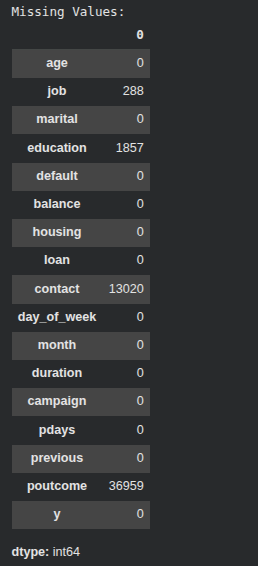 Missing Values:
0
age 0
job 288
marital 0
education 1857
default 0
balance 0
housing 0
loan 0
contact 13020
day_of_week 0
month 0
duration 0
campaign 0
pdays 0
previous 0
poutcome 36959
y 0
dtype: int64